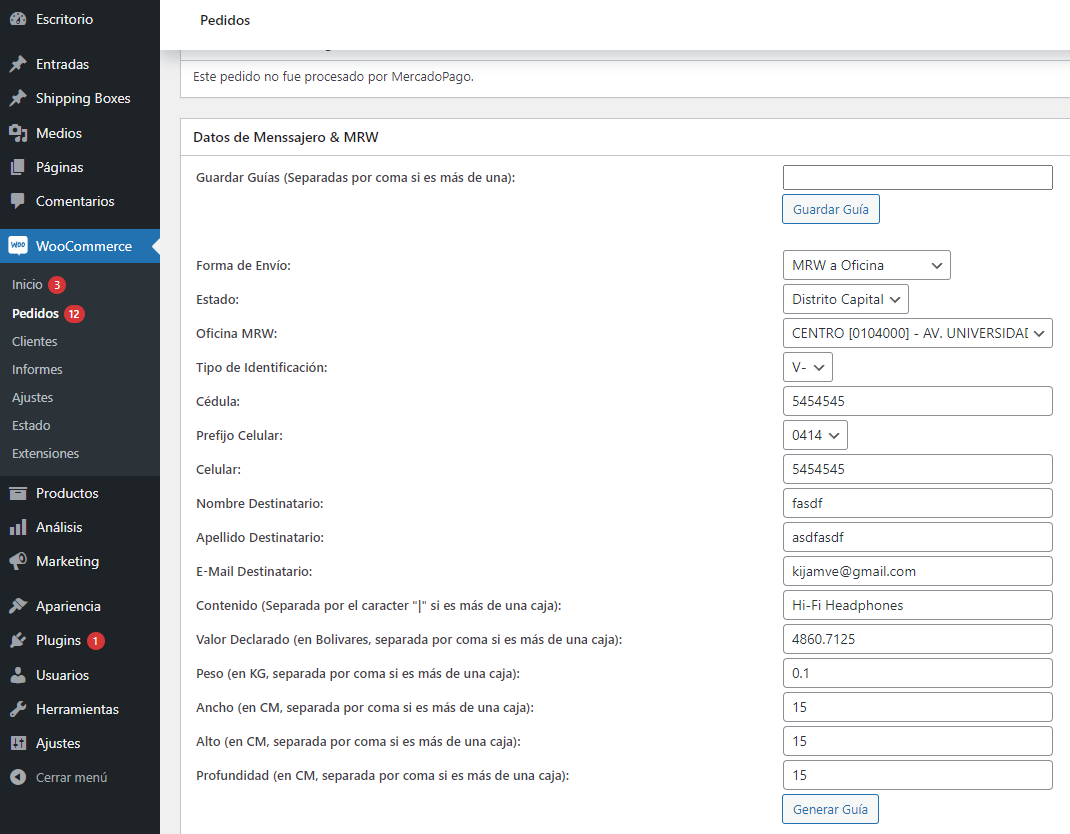 Escritorio
Entradas
Shipping Boxes
Medios
Páginas
Comentarios
Woo WooCommerce
Inicio 3
Pedidos 12
Clientes
Informes
Ajustes
Estado
Extensiones
Productos
Análisis
Marketing
Apariencia
Plugins 1
Usuarios
Herramientas
Ajustes
Cerrar menú
Pedidos
Este pedido no fue procesado por MercadoPago.
Datos de Menssajero & MRW
Guardar Guías (Separadas por coma si es más de una):
Guardar Guía
Forma de Envío: MRW a Oficina
Estado: Distrito Capital
Oficina MRW: CENTRO [0104000] - AV. UNIVERSIDAD
Tipo de Identificación: V-
Cédula: 5454545
Prefijo Celular: 0414
Celular: 5454545
Nombre Destinatario: fasdf
Apellido Destinatario: asdfasdf
E-Mail Destinatario: kijamve@gmail.com
Contenido (Separada por el caracter "|" si es más de una caja): Hi-Fi Headphones
Valor Declarado (en Bolivares, separada por coma si es más de una caja): 4860.7125
Peso (en KG, separada por coma si es más de una caja): 0.1
Ancho (en CM, separada por coma si es más de una caja): 15
Alto (en CM, separada por coma si es más de una caja): 15
Profundidad (en CM, separada por coma si es más de una caja): 15
Generar Guía